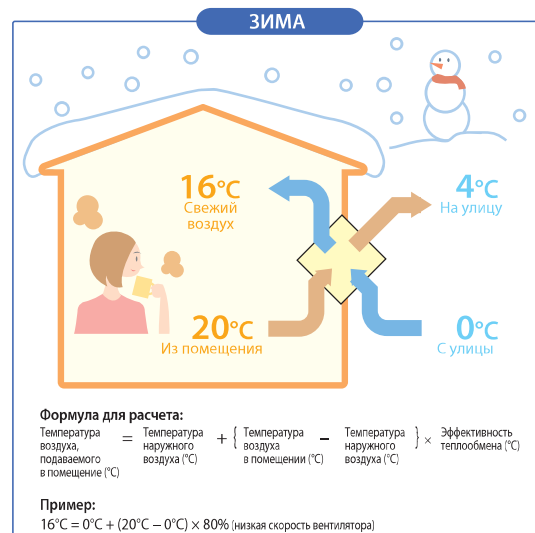 ЗИМА
16°C
Свежий
воздух
4°C
На улицу
20°C
Из помещения
0°C
С улицы
Формула для расчета:
Температура
воздуха,
подаваемого
в помещение (°C)
=
Температура
наружного
воздуха (°C)
+ {
Температура
воздуха
в помещении (°C)
–
Температура
наружного
воздуха (°C)
} ×
Эффективность
теплообмена (°C)
Пример:
16°C = 0°C + (20°C – 0°C) × 80% (низкая скорость вентилятора)